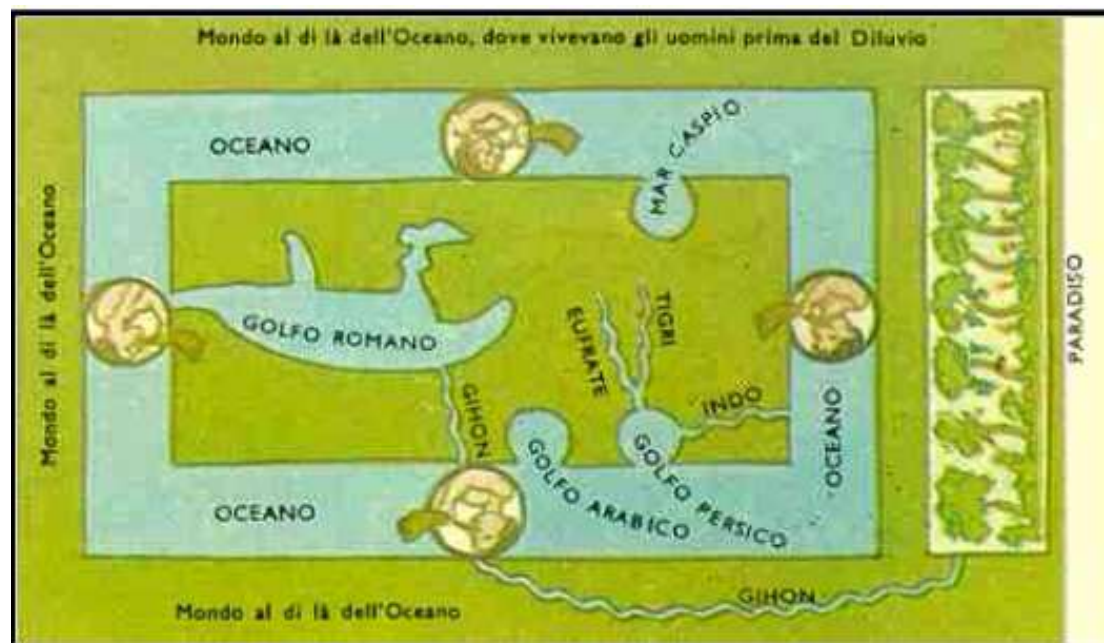 Mondo al di là dell'Oceano, dove vivevano gli uomini prima del Diluvio
OCEANO
MAR CASPIO
Mondo al di là dell'Oceano
GOLFO ROMANO
EUFRATE
TIGRI
PARADISO
GIHON
INDO
GOLFO ARABICO
GOLFO PERSICO
OCEANO
OCEANO
GIHON
Mondo al di là dell'Oceano